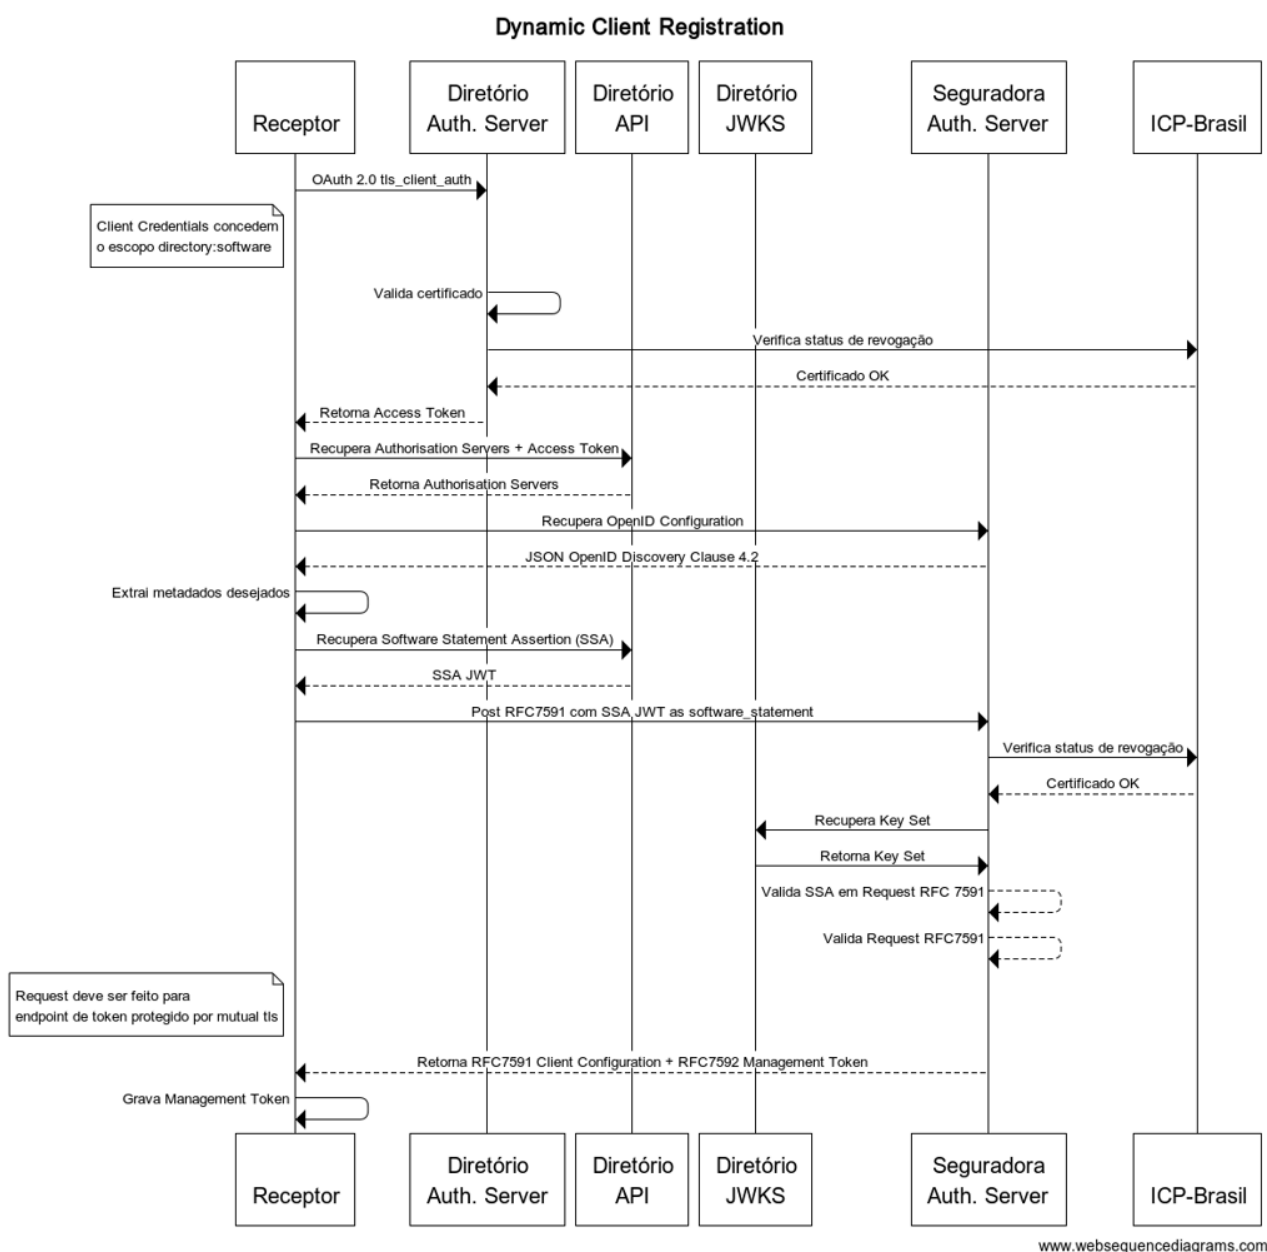 Dynamic Client Registration
Receptor
Diretório
Auth. Server
Diretório
API
Diretório
JWKS
Seguradora
Auth. Server
ICP-Brasil
OAuth 2.0 tls_client_auth
Client Credentials concedem
o escopo directory:software
Valida certificado
Verifica status de revogação
Certificado OK
Retorna Access Token
Recupera Authorisation Servers + Access Token
Retorna Authorisation Servers
Recupera OpenID Configuration
JSON OpenID Discovery Clause 4.2
Extrai metadados desejados
Recupera Software Statement Assertion (SSA)
SSA JWT
Post RFC7591 com SSA JWT as software_statement
Verifica status de revogação
Certificado OK
Recupera Key Set
Retorna Key Set
Valida SSA em Request RFC 7591
Valida Request RFC7591
Request deve ser feito para
endpoint de token protegido por mutual tls
Retorna RFC7591 Client Configuration + RFC7592 Management Token
Grava Management Token
Receptor
Diretório
Auth. Server
Diretório
API
Diretório
JWKS
Seguradora
Auth. Server
ICP-Brasil
www.websequencediagrams.com